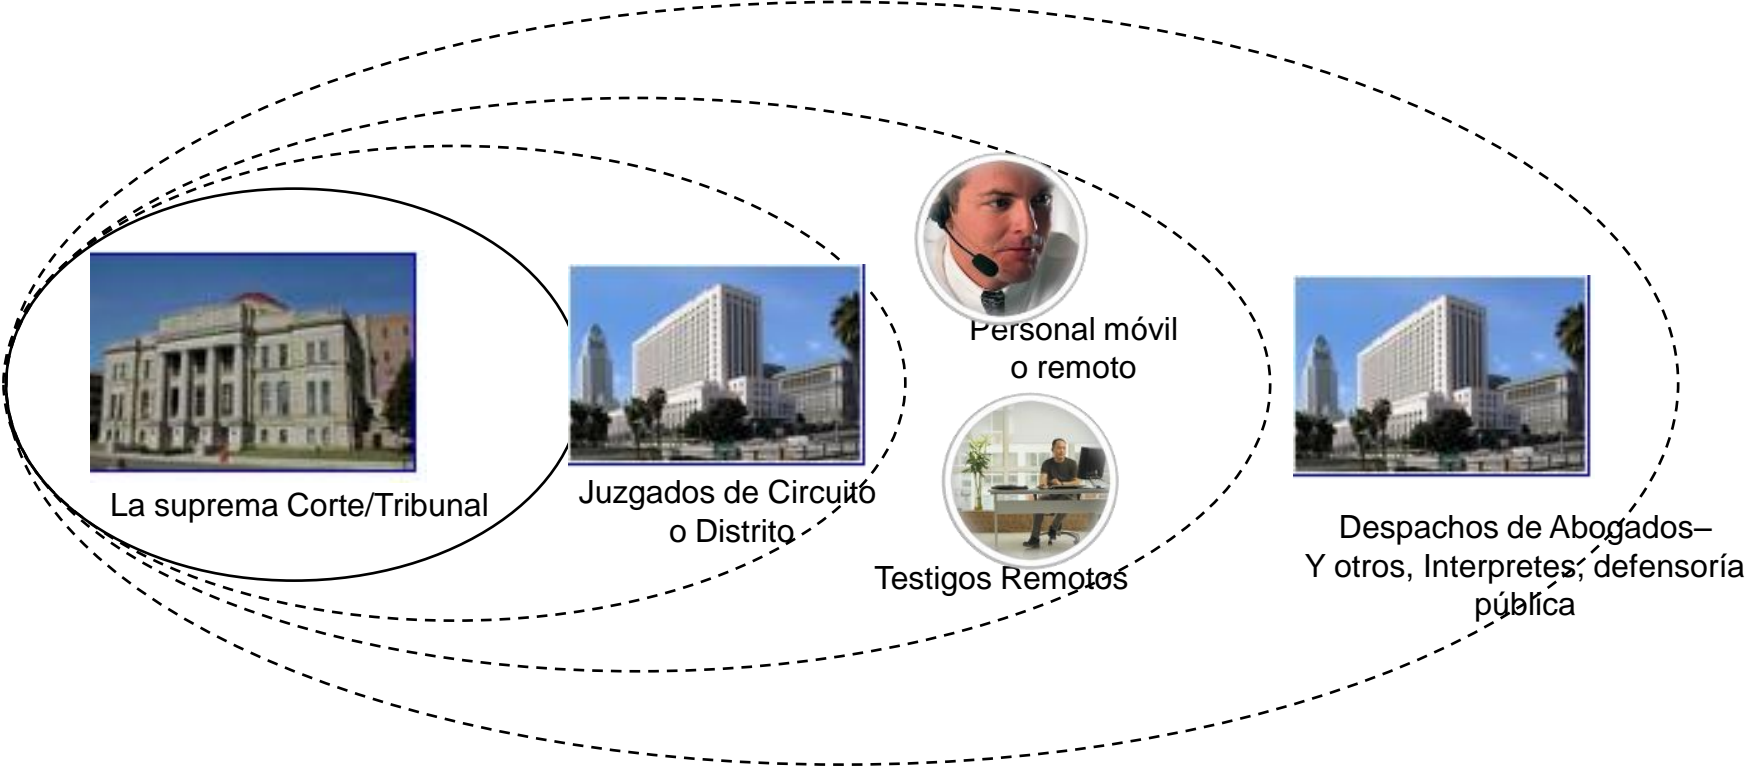 La suprema Corte/Tribunal
Juzgados de Circuito
o Distrito
Personal móvil
o remoto
Testigos Remotos
Despachos de Abogados–
Y otros, Interpretes, defensoría
pública